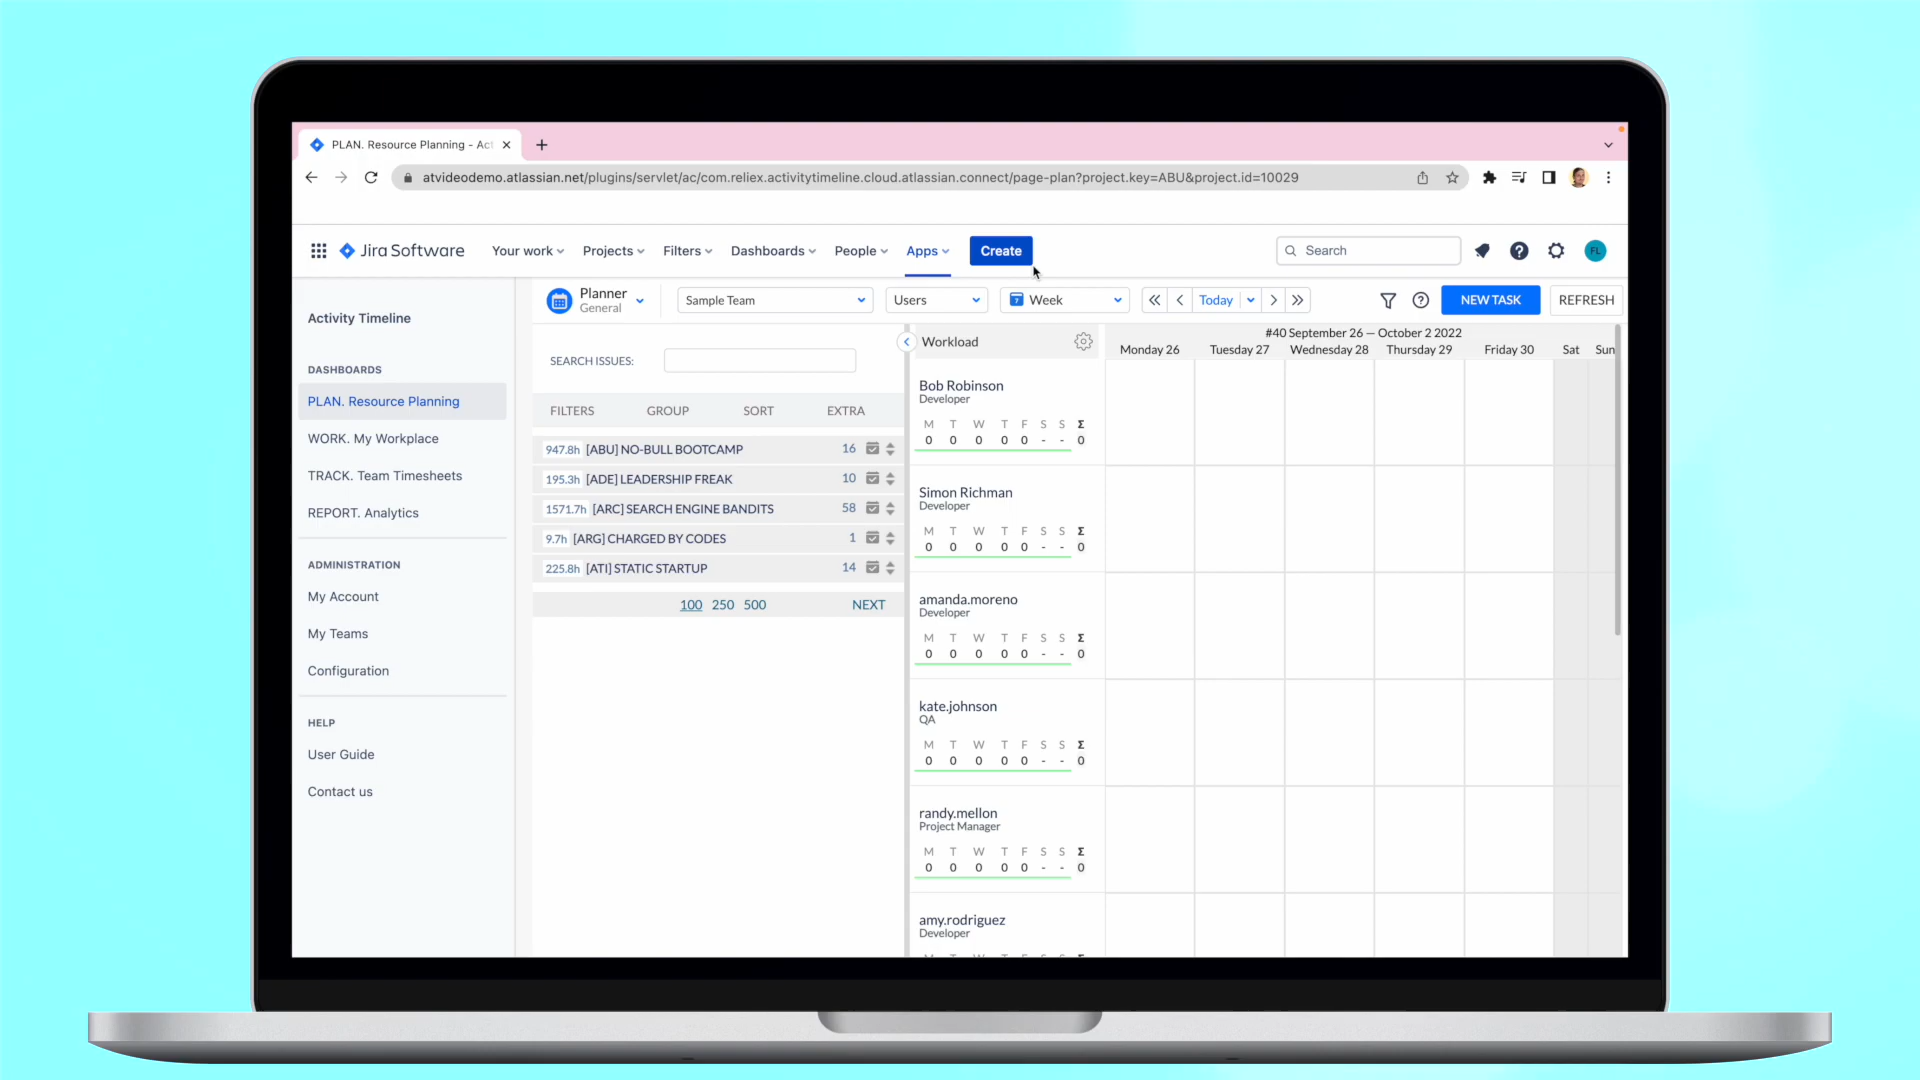 PLAN. Resource Planning - Act
atvideodemo.atlassian.net/plugins/servlet/ac/com.reliex.activitytimeline.cloud.atlassian.connect/page-plan?project.key=ABU&project.id=10029
Jira Software Your work Projects Filters Dashboards People Apps Create Search FL
Activity Timeline
DASHBOARDS
PLAN. Resource Planning
WORK. My Workplace
TRACK. Team Timesheets
REPORT. Analytics
ADMINISTRATION
My Account
My Teams
Configuration
HELP
User Guide
Contact us
Planner
General
Sample Team Users 7 Week Today NEW TASK REFRESH
SEARCH ISSUES:
FILTERS GROUP SORT EXTRA
947.8h [ABU] NO-BULL BOOTCAMP 16
195.3h [ADE] LEADERSHIP FREAK 10
1571.7h [ARC] SEARCH ENGINE BANDITS 58
9.7h [ARG] CHARGED BY CODES 1
225.8h [ATI] STATIC STARTUP 14
100 250 500 NEXT
Workload
#40 September 26 — October 2 2022
Monday 26 Tuesday 27 Wednesday 28 Thursday 29 Friday 30 Sat Sun
Bob Robinson
Developer
M T W T F S S Σ
0 0 0 0 0 - - 0
Simon Richman
Developer
M T W T F S S Σ
0 0 0 0 0 - - 0
amanda.moreno
Developer
M T W T F S S Σ
0 0 0 0 0 - - 0
kate.johnson
QA
M T W T F S S Σ
0 0 0 0 0 - - 0
randy.mellon
Project Manager
M T W T F S S Σ
0 0 0 0 0 - - 0
amy.rodriguez
Developer